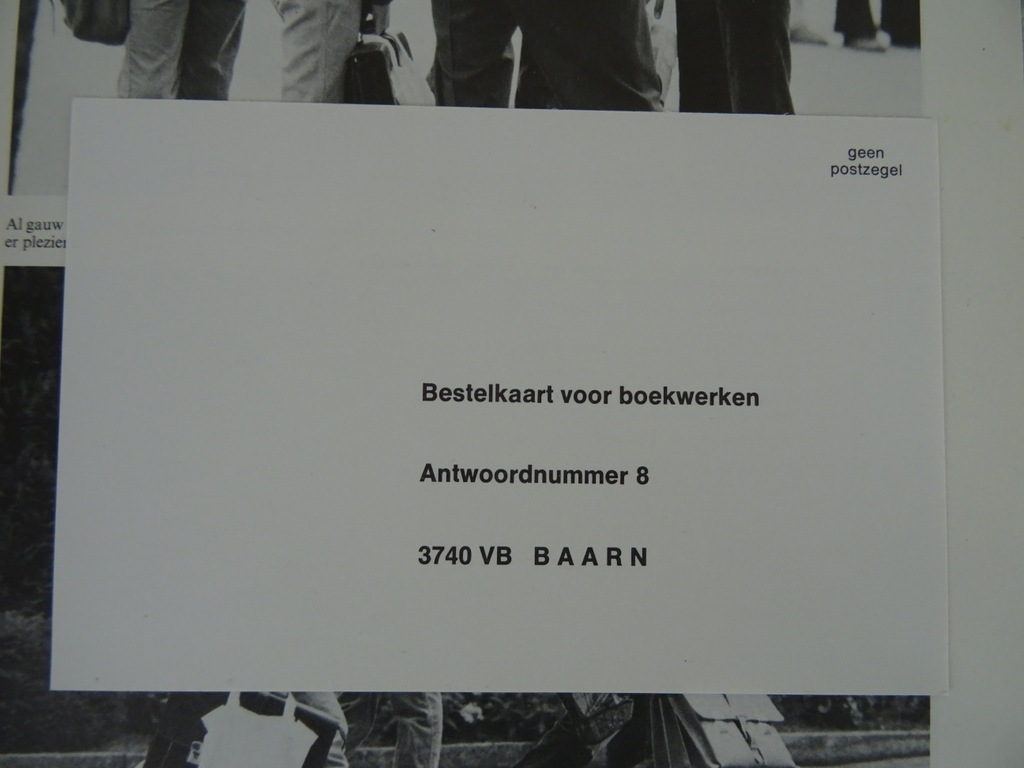 geen
postzegel
Al gauw
er plezier
Bestelkaart voor boekwerken
Antwoordnummer 8
3740 VB BAARN